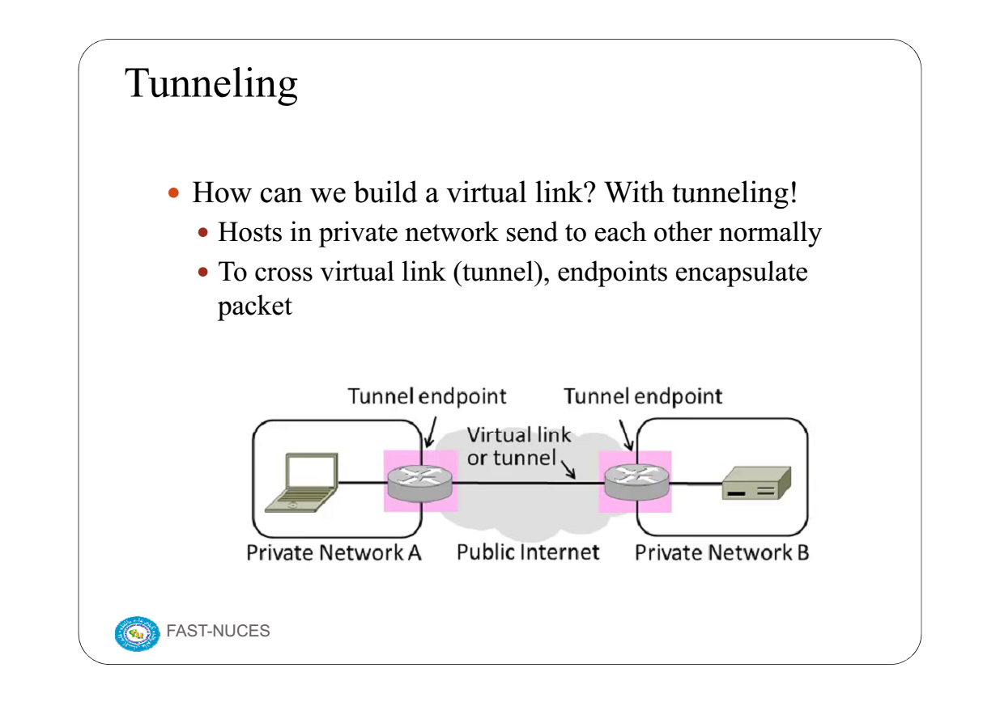 Tunneling
• How can we build a virtual link? With tunneling!
• Hosts in private network send to each other normally
• To cross virtual link (tunnel), endpoints encapsulate
packet
Tunnel endpoint
Tunnel endpoint
Virtual link
or tunnel
Private Network A
Public Internet
Private Network B
FAST-NUCES